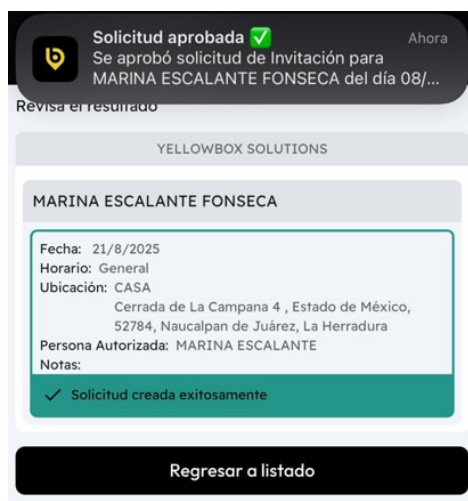 Solicitud aprobada ✅ Ahora
Se aprobó solicitud de Invitación para
MARINA ESCALANTE FONSECA del día 08/...
Revisa el resultado
YELLOWBOX SOLUTIONS
MARINA ESCALANTE FONSECA
Fecha: 21/8/2025
Horario: General
Ubicación: CASA
Cerrada de La Campana 4 , Estado de México,
52784, Naucalpan de Juárez, La Herradura
Persona Autorizada: MARINA ESCALANTE
Notas:
✓ Solicitud creada exitosamente
Regresar a listado